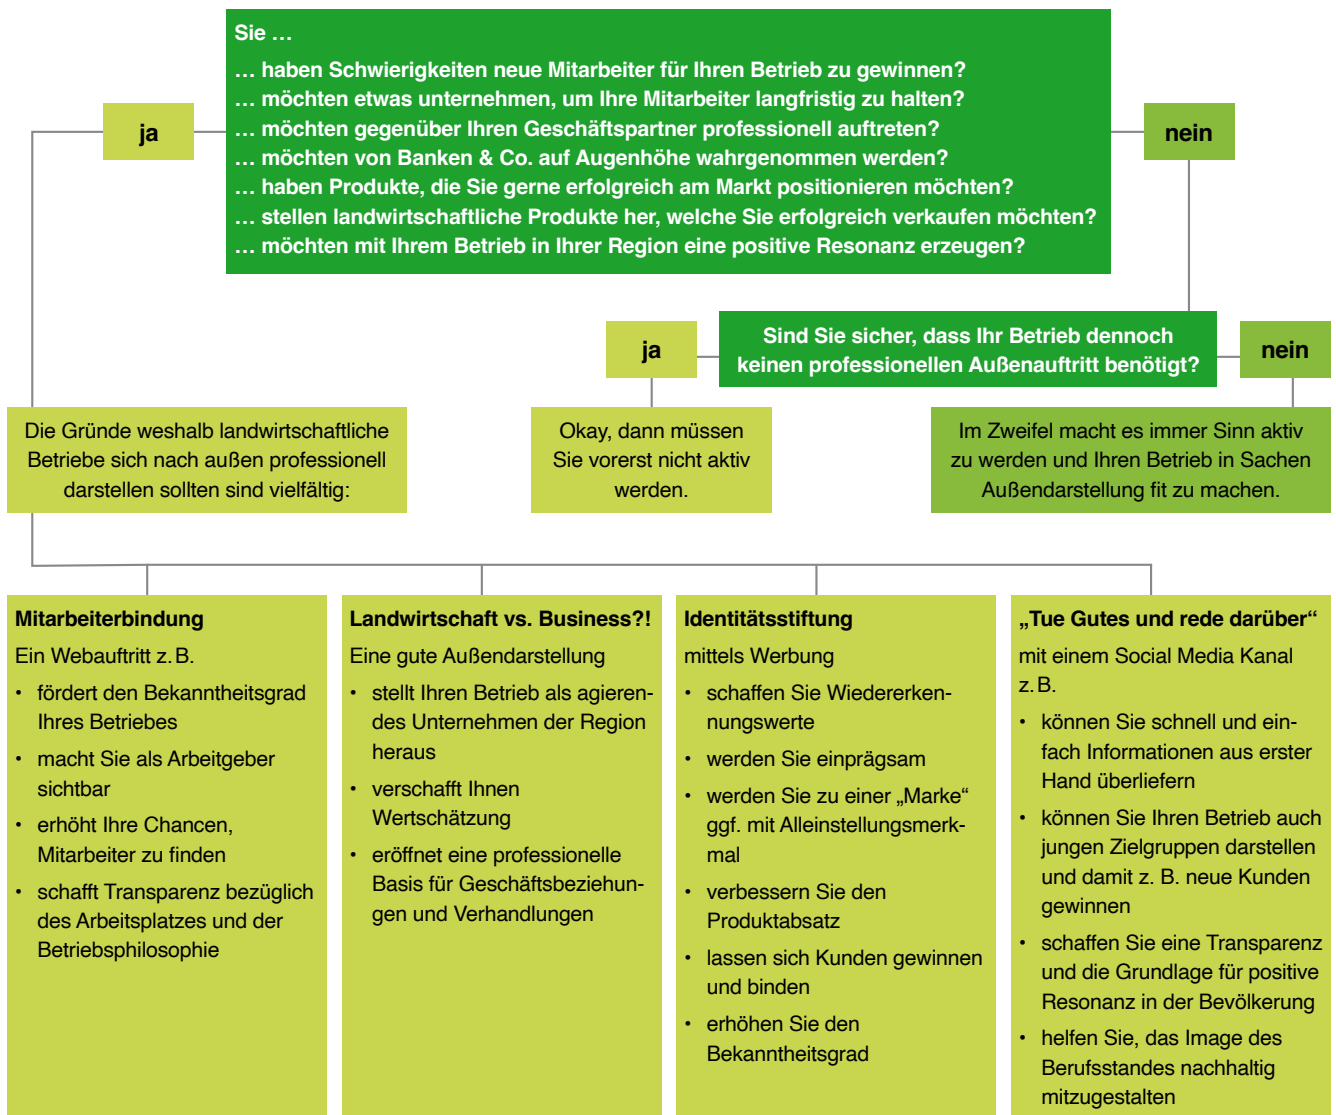 Sie …
… haben Schwierigkeiten neue Mitarbeiter für Ihren Betrieb zu gewinnen?
… möchten etwas unternehmen, um Ihre Mitarbeiter langfristig zu halten?
… möchten gegenüber Ihren Geschäftspartner professionell auftreten?
… möchten von Banken & Co. auf Augenhöhe wahrgenommen werden?
… haben Produkte, die Sie gerne erfolgreich am Markt positionieren möchten?
… stellen landwirtschaftliche Produkte her, welche Sie erfolgreich verkaufen möchten?
… möchten mit Ihrem Betrieb in Ihrer Region eine positive Resonanz erzeugen?
ja
nein
Sind Sie sicher, dass Ihr Betrieb dennoch
keinen professionellen Außenauftritt benötigt?
ja
nein
Die Gründe weshalb landwirtschaftliche
Betriebe sich nach außen professionell
darstellen sollten sind vielfältig:
Okay, dann müssen
Sie vorerst nicht aktiv
werden.
Im Zweifel macht es immer Sinn aktiv
zu werden und Ihren Betrieb in Sachen
Außendarstellung fit zu machen.
Mitarbeiterbindung
Ein Webauftritt z. B.
• fördert den Bekanntheitsgrad
Ihres Betriebes
• macht Sie als Arbeitgeber
sichtbar
• erhöht Ihre Chancen,
Mitarbeiter zu finden
• schafft Transparenz bezüglich
des Arbeitsplatzes und der
Betriebsphilosophie
Landwirtschaft vs. Business?!
Eine gute Außendarstellung
• stellt Ihren Betrieb als agieren-
des Unternehmen der Region
heraus
• verschafft Ihnen
Wertschätzung
• eröffnet eine professionelle
Basis für Geschäftsbeziehun-
gen und Verhandlungen
Identitätsstiftung
mittels Werbung
• schaffen Sie Wiedererken-
nungswerte
• werden Sie einprägsam
• werden Sie zu einer „Marke“
ggf. mit Alleinstellungsmerk-
mal
• verbessern Sie den
Produktabsatz
• lassen sich Kunden gewinnen
und binden
• erhöhen Sie den
Bekanntheitsgrad
„Tue Gutes und rede darüber“
mit einem Social Media Kanal
z. B.
• können Sie schnell und ein-
fach Informationen aus erster
Hand überliefern
• können Sie Ihren Betrieb auch
jungen Zielgruppen darstellen
und damit z. B. neue Kunden
gewinnen
• schaffen Sie eine Transparenz
und die Grundlage für positive
Resonanz in der Bevölkerung
• helfen Sie, das Image des
Berufsstandes nachhaltig
mitzugestalten